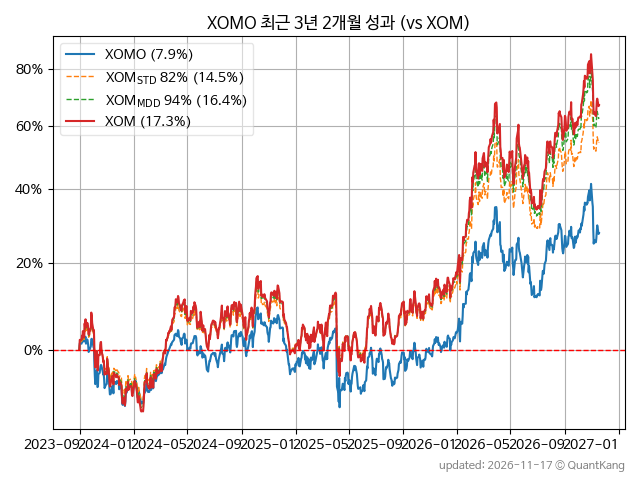 XOMO 최근 3년 2개월 성과 (vs XOM)
XOMO (7.9%)
XOM_STD 82% (14.5%)
XOM_MDD 94% (16.4%)
XOM (17.3%)
80%
60%
40%
20%
0%
2023-09 2024-01 2024-05 2024-09 2025-01 2025-05 2025-09 2026-01 2026-05 2026-09 2027-01
updated: 2026-11-17 © QuantKang